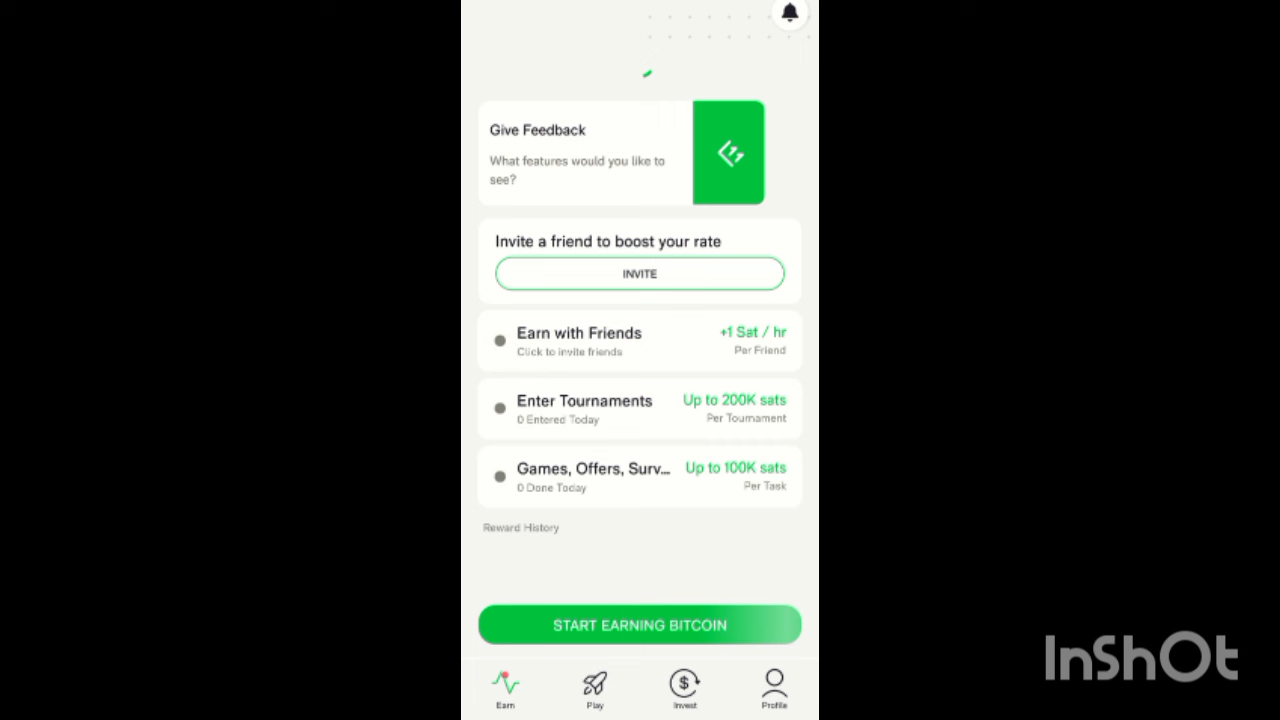 Give Feedback
What features would you like to
see?
Invite a friend to boost your rate
INVITE
Earn with Friends
+1 Sat / hr
Click to invite friends
Per Friend
Enter Tournaments
Up to 200K sats
0 Entered Today
Per Tournament
Games, Offers, Surv...
Up to 100K sats
0 Done Today
Per Task
Reward History
START EARNING BITCOIN
Earn
Play
Invest
Profile
InShOt